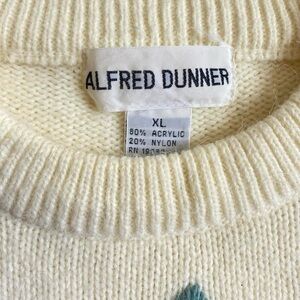 ALFRED DUNNER
XL
80% ACRYLIC
20% NYLON
RN